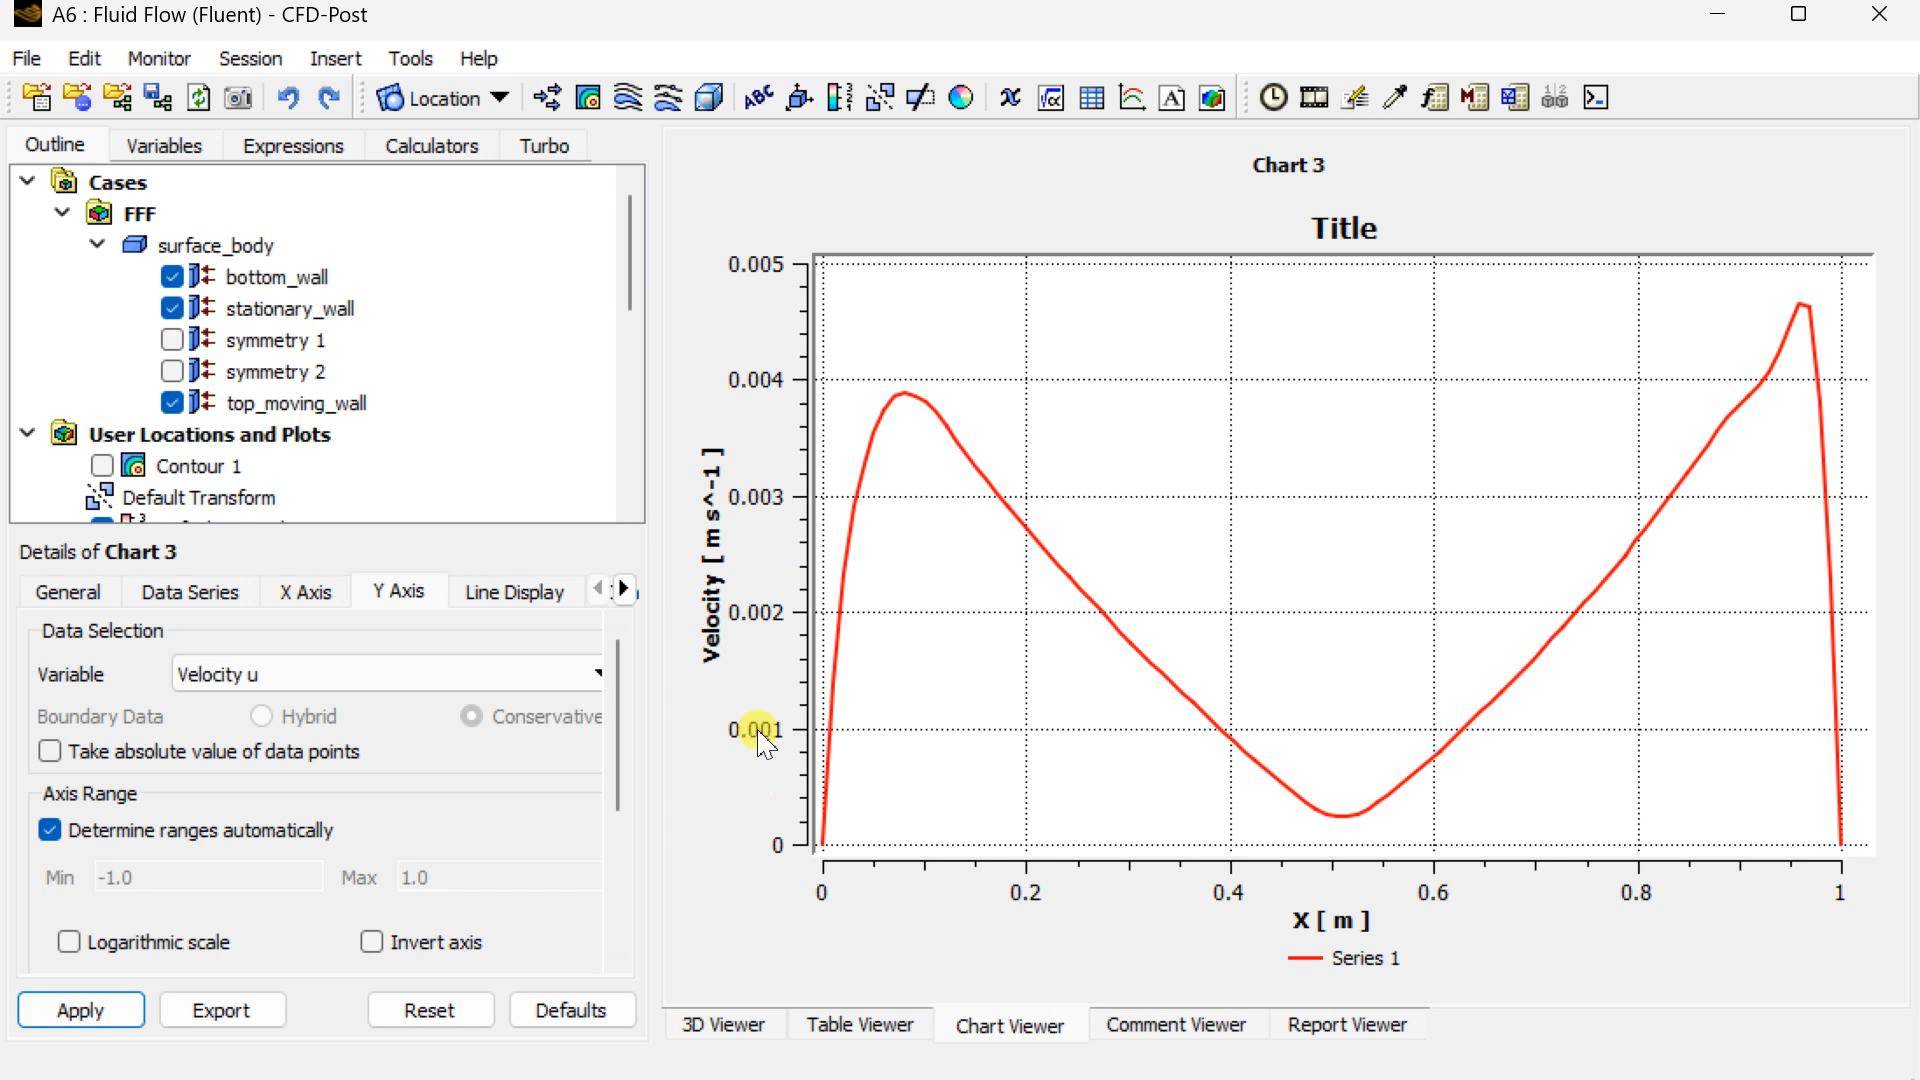 A6 : Fluid Flow (Fluent) - CFD-Post
File Edit Monitor Session Insert Tools Help
Location
Outline Variables Expressions Calculators Turbo
Cases
FFF
surface_body
bottom_wall
stationary_wall
symmetry 1
symmetry 2
top_moving_wall
User Locations and Plots
Contour 1
Default Transform
Details of Chart 3
General Data Series X Axis Y Axis Line Display
Data Selection
Variable Velocity u
Boundary Data Hybrid Conservative
Take absolute value of data points
Axis Range
Determine ranges automatically
Min -1.0 Max 1.0
Logarithmic scale Invert axis
Apply Export Reset Defaults
Chart 3
Title
Velocity [ m s^-1 ]
0.005
0.004
0.003
0.002
0.001
0
0 0.2 0.4 0.6 0.8 1
X [ m ]
Series 1
3D Viewer Table Viewer Chart Viewer Comment Viewer Report Viewer